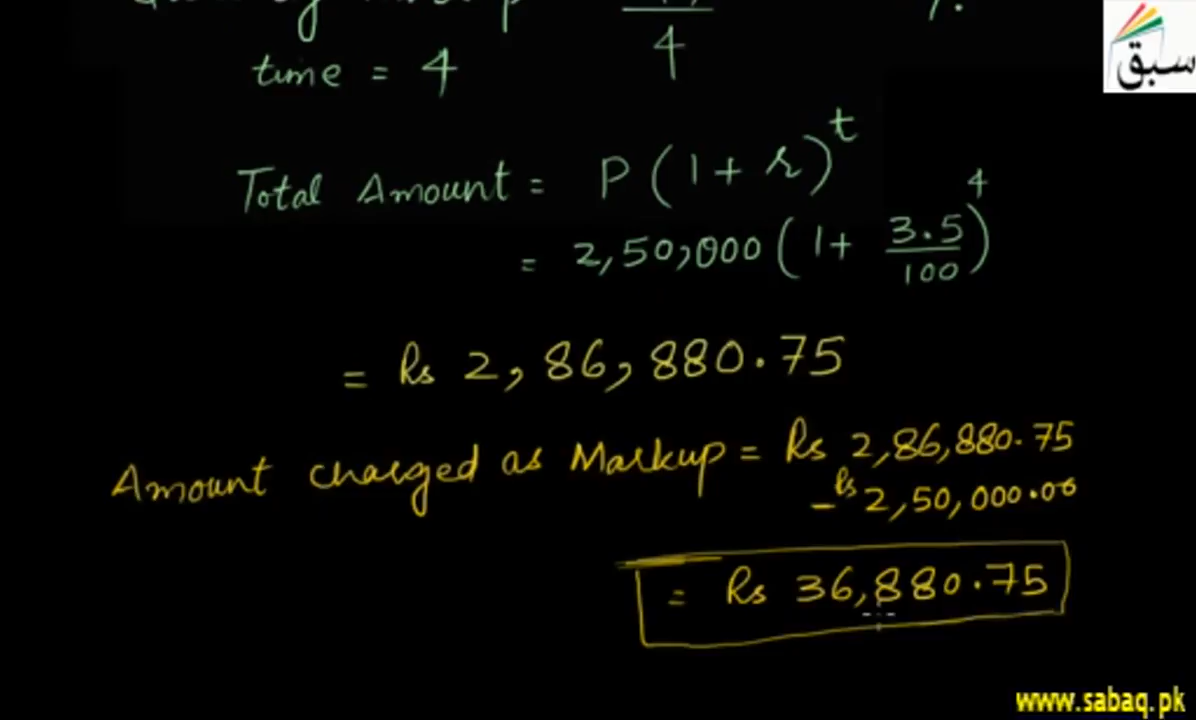 4
time = 4
سبق
Total Amount = P(1+r)^t
= 2,50,000 (1+ 3.5/100)^4
= Rs 2,86,880.75
Amount charged as Markup = Rs 2,86,880.75
- Rs 2,50,000.00
= Rs 36,880.75
www.sabaq.pk